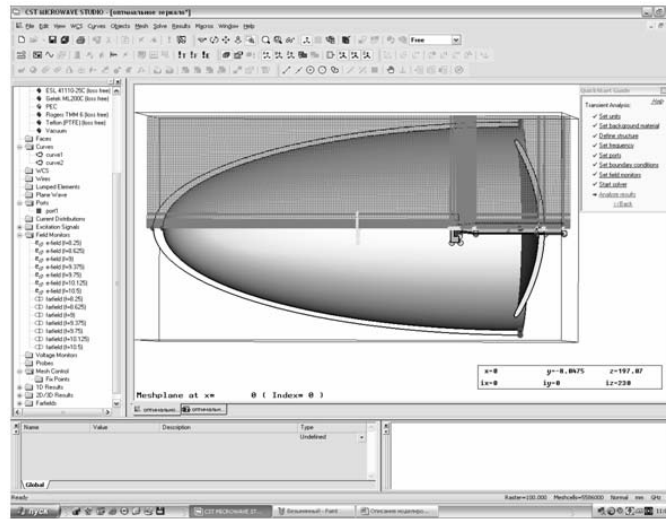 CST MICROWAVE STUDIO - [оптимальное зеркало*]
File Edit View WCS Curves Objects Mesh Solve Results Macros Window Help
Free
ESL 41110-25C (loss free)
Getek ML200C (loss free)
PEC
Rogers TMM 6 (loss free)
Teflon (PTFE) (loss free)
Vacuum
Faces
Curves
curve1
curve2
WCS
Wires
Lumped Elements
Plane Wave
Ports
port1
Current Distributions
Excitation Signals
Field Monitors
e-field (f=8.25)
e-field (f=8.625)
e-field (f=9)
e-field (f=9.375)
e-field (f=9.75)
e-field (f=10.125)
e-field (f=10.5)
farfield (f=8.25)
farfield (f=8.625)
farfield (f=9)
farfield (f=9.375)
farfield (f=9.75)
farfield (f=10.125)
farfield (f=10.5)
Voltage Monitors
Probes
Mesh Control
Fix Points
1D Results
2D/3D Results
Farfields
Quick Start Guide
Help
Transient Analysis:
Set units
Set background material
Define structure
Set frequency
Set ports
Set boundary conditions
Set field monitors
Start solver
Analyze results
<<Back
x=0 y=-0.0475 z=197.07
ix=0 iy=0 iz=230
Meshplane at x= 0 ( Index= 0 )
Name Value Description Type
Undefined
Global
Ready
Raster=100.000 Meshcells=5586000 Normal mm GHz
пуск
CST MICROWAVE ST...
Безымянный - Paint